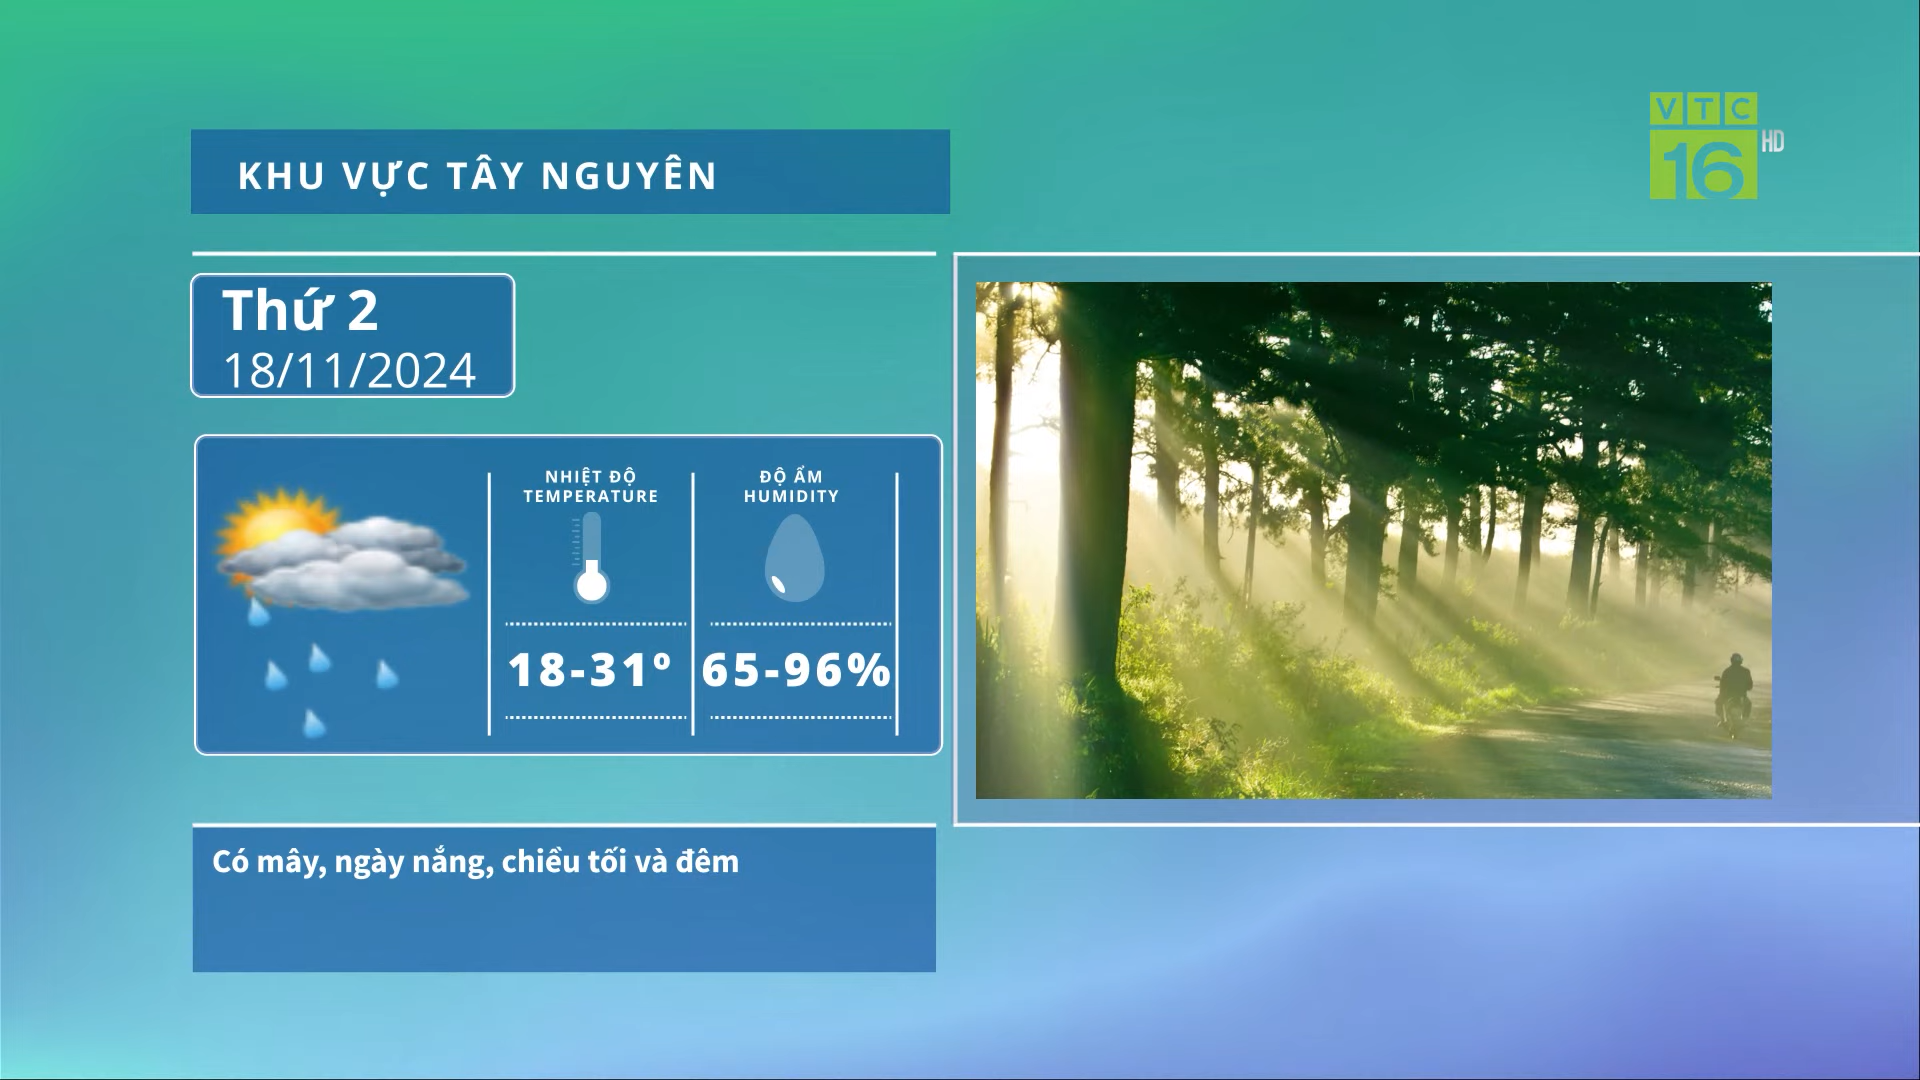 VTC
16 HD
KHU VỰC TÂY NGUYÊN
Thứ 2
18/11/2024
NHIỆT ĐỘ
TEMPERATURE
18-31º
ĐỘ ẨM
HUMIDITY
65-96%
Có mây, ngày nắng, chiều tối và đêm